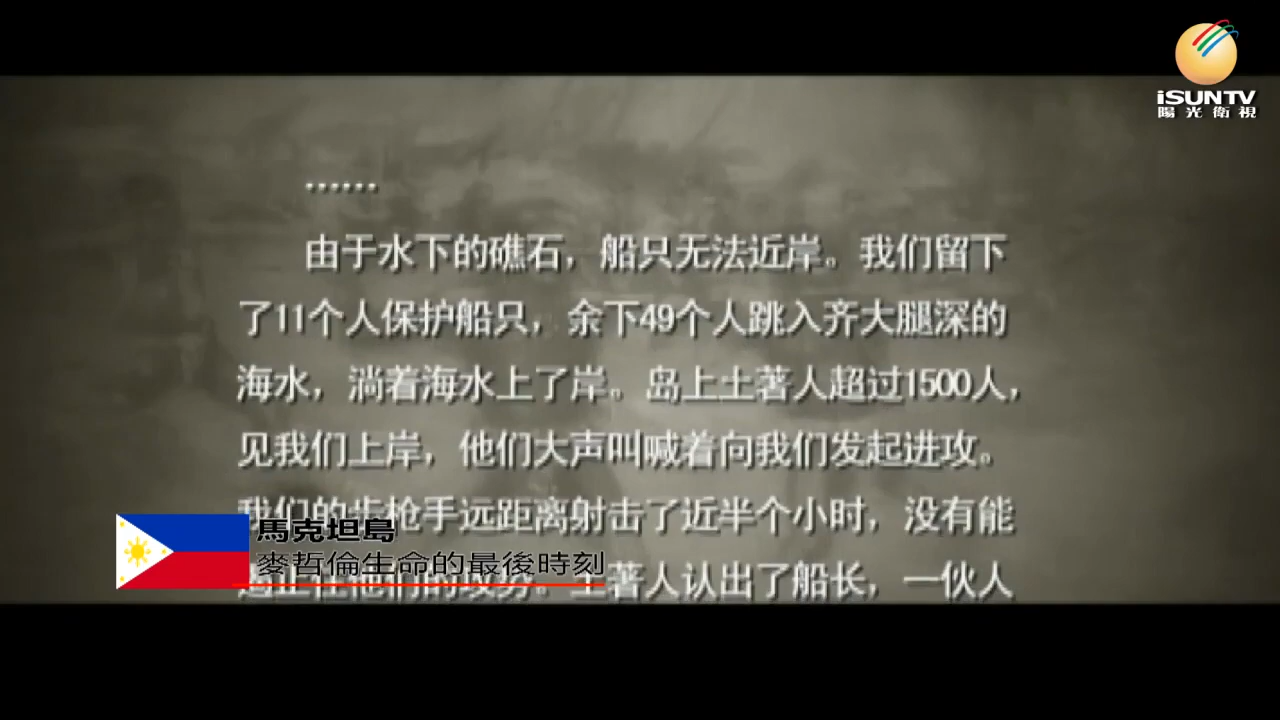 iSUNTV
陽光衛視
……
由于水下的礁石，船只无法近岸。我们留下
了11个人保护船只，余下49个人跳入齐大腿深的
海水，淌着海水上了岸。岛上土著人超过1500人，
见我们上岸，他们大声叫喊着向我们发起进攻。
我们的步枪手远距离射击了近半个小时，没有能
住他们的攻势。土著人认出了船长，一伙人
馬克坦島
麥哲倫生命的最後時刻